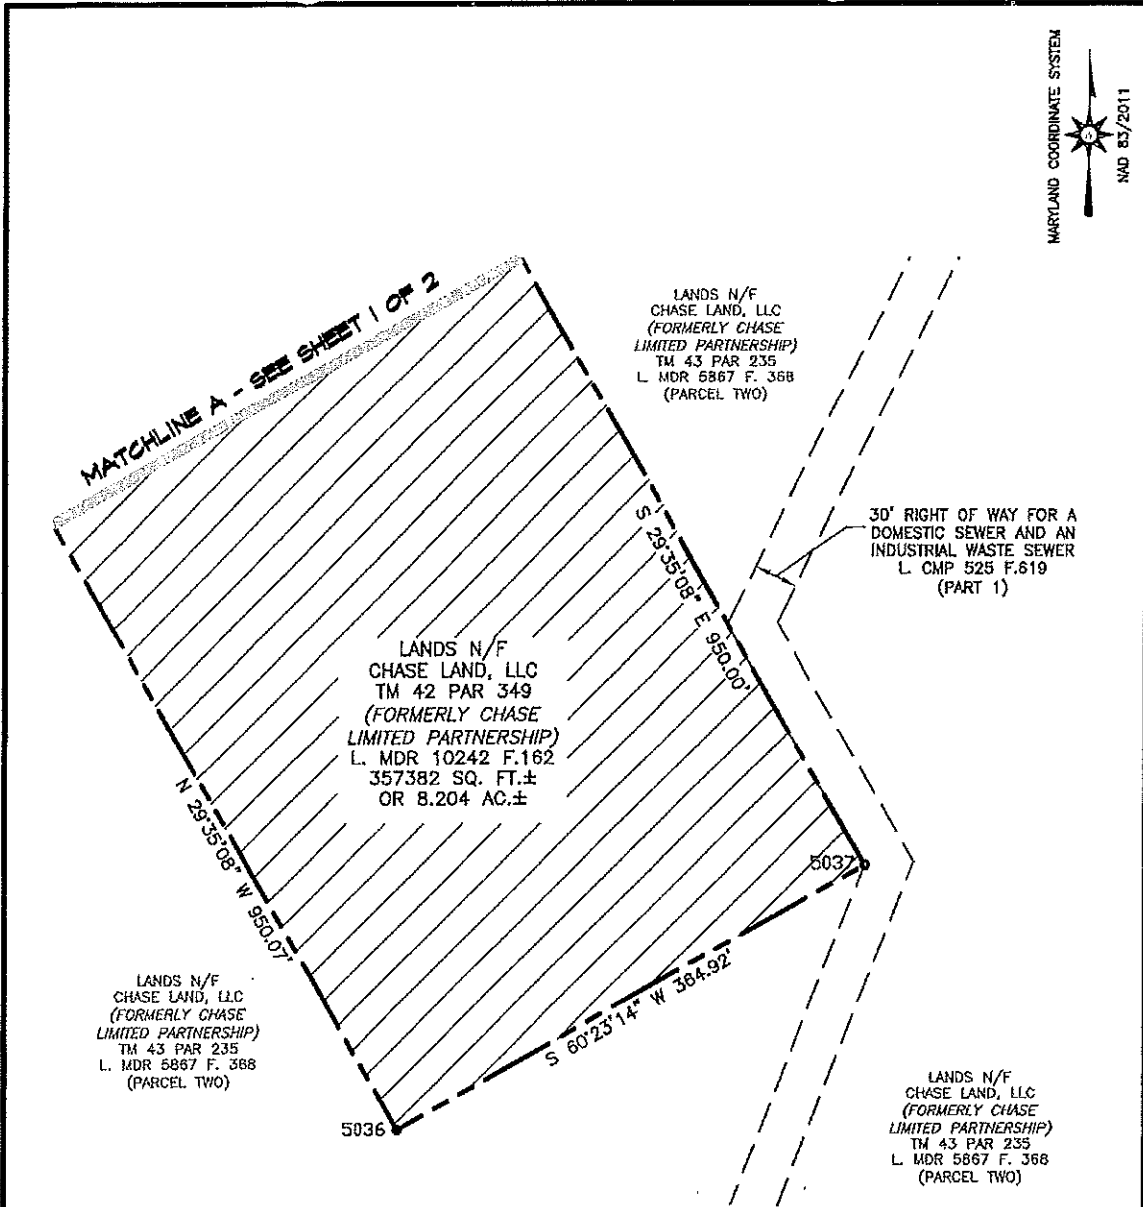 MARYLAND COORDINATE SYSTEM
NAD 83/2011
MATCHLINE A - SEE SHEET 1 OF 2
LANDS N/F
CHASE LAND, LLC
(FORMERLY CHASE
LIMITED PARTNERSHIP)
TM 43 PAR 235
L. MDR 5867 F. 368
(PARCEL TWO)
30' RIGHT OF WAY FOR A
DOMESTIC SEWER AND AN
INDUSTRIAL WASTE SEWER
L. CMP 525 F.619
(PART 1)
S 29°35'08" E 950.00'
LANDS N/F
CHASE LAND, LLC
TM 42 PAR 349
(FORMERLY CHASE
LIMITED PARTNERSHIP)
L. MDR 10242 F.162
357382 SQ. FT.±
OR 8.204 AC.±
N 29°35'08" W 950.07'
5037
S 60°23'14" W 364.92'
LANDS N/F
CHASE LAND, LLC
(FORMERLY CHASE
LIMITED PARTNERSHIP)
TM 43 PAR 235
L. MDR 5867 F. 368
(PARCEL TWO)
5036
LANDS N/F
CHASE LAND, LLC
(FORMERLY CHASE
LIMITED PARTNERSHIP)
TM 43 PAR 235
L. MDR 5867 F. 368
(PARCEL TWO)